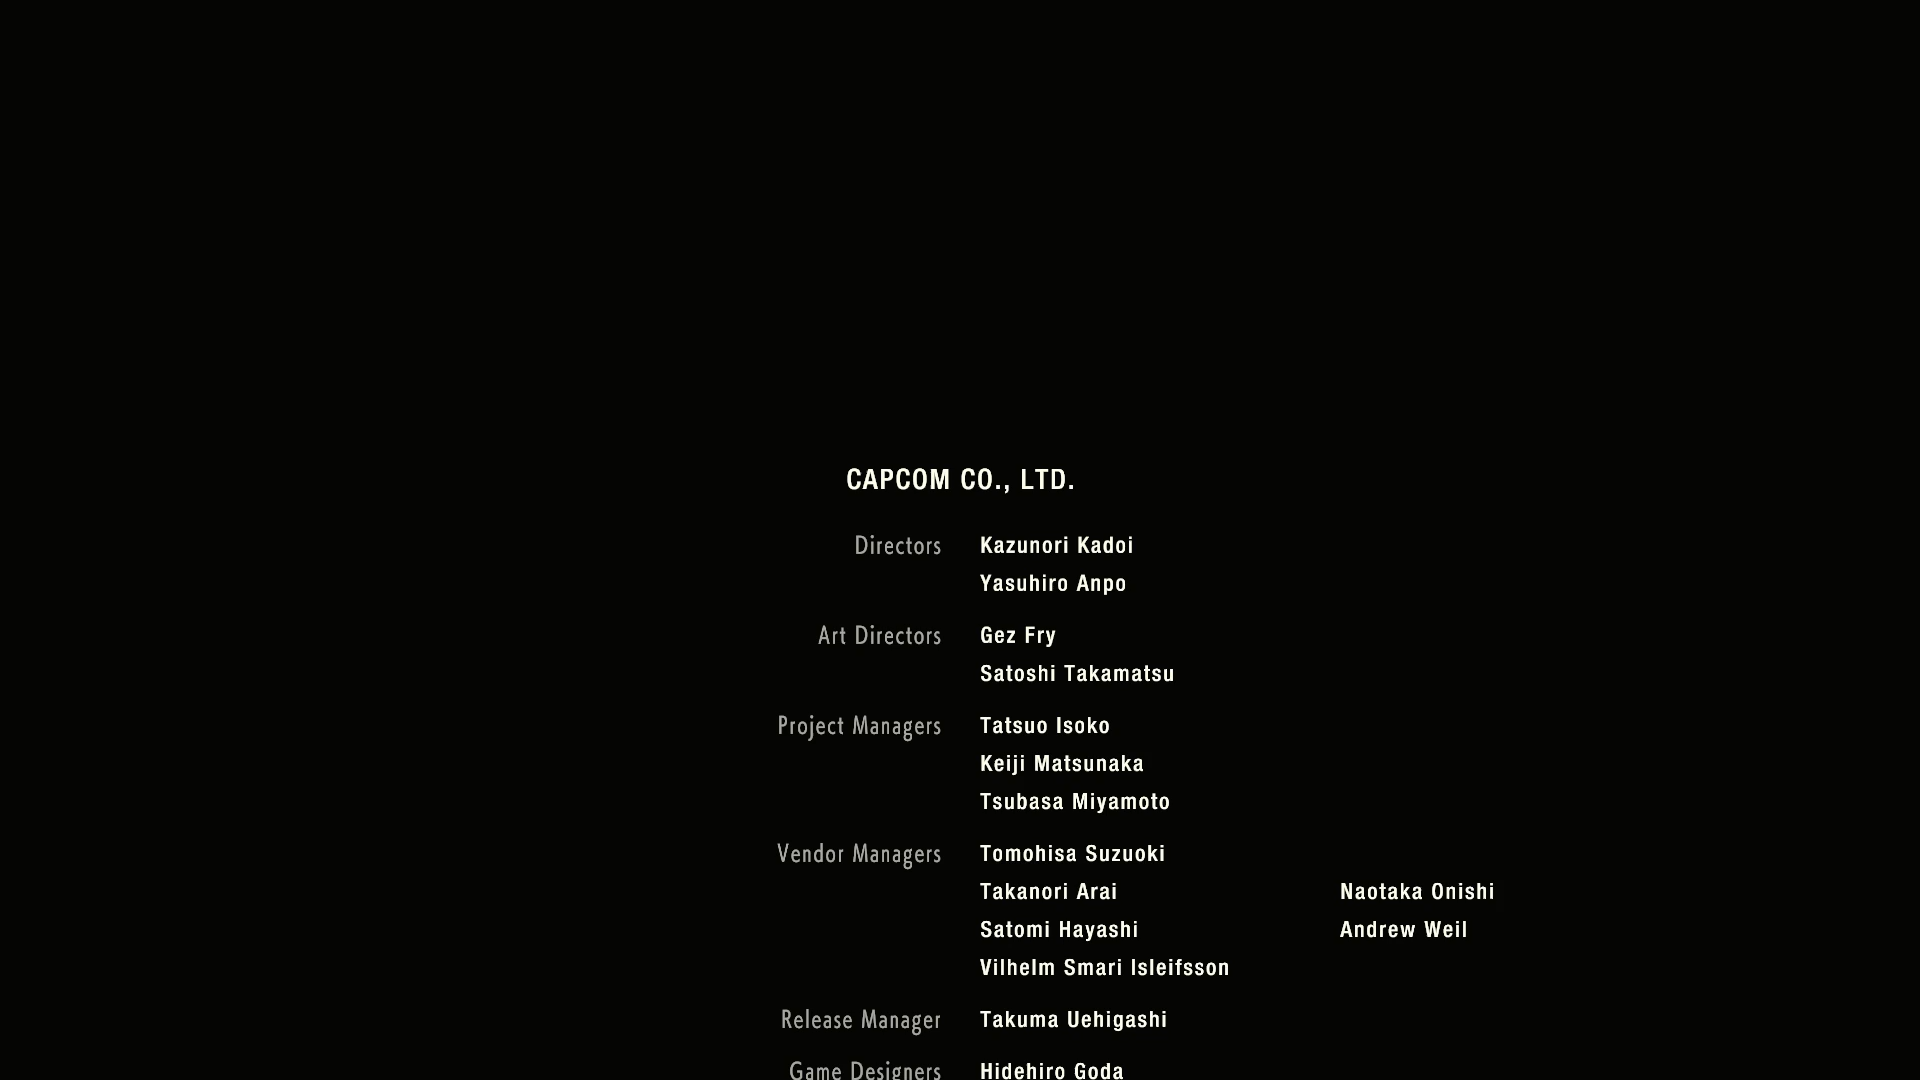 CAPCOM CO., LTD.
Directors Kazunori Kadoi
Yasuhiro Anpo
Art Directors Gez Fry
Satoshi Takamatsu
Project Managers Tatsuo Isoko
Keiji Matsunaka
Tsubasa Miyamoto
Vendor Managers Tomohisa Suzuoki
Takanori Arai Naotaka Onishi
Satomi Hayashi Andrew Weil
Vilhelm Smari Isleifsson
Release Manager Takuma Uehigashi
Game Designers Hidehiro Goda